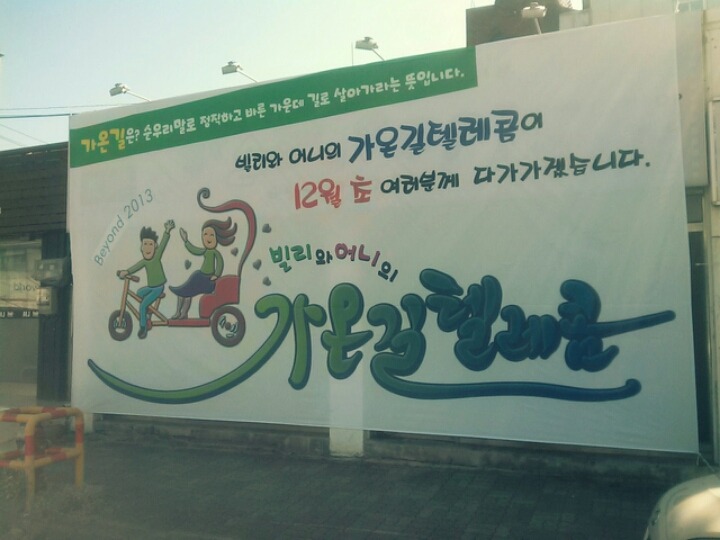 가온길은? 순우리말로 정직하고 바른 가운데 길로 살아가라는 뜻입니다.
빌리와 어니의 가온길텔레콤이
12월 초 여러분께 다가가겠습니다.
Beyond 2013
빌리와어니의
가온길텔레콤